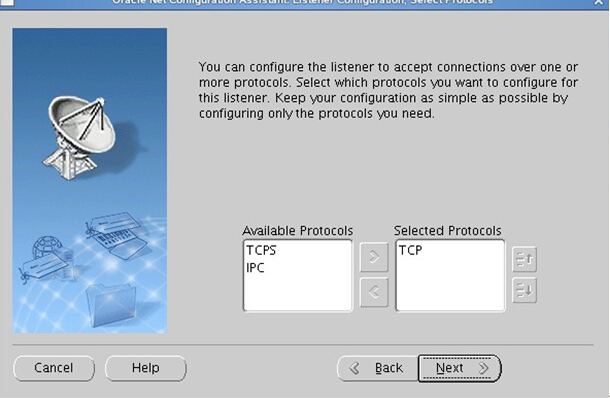 Oracle Net Configuration Assistant: Listener Configuration, Select Protocols
You can configure the listener to accept connections over one or
more protocols. Select which protocols you want to configure for
this listener. Keep your configuration as simple as possible by
configuring only the protocols you need.
Available Protocols
Selected Protocols
TCPS
IPC
TCP
Cancel
Help
Back
Next